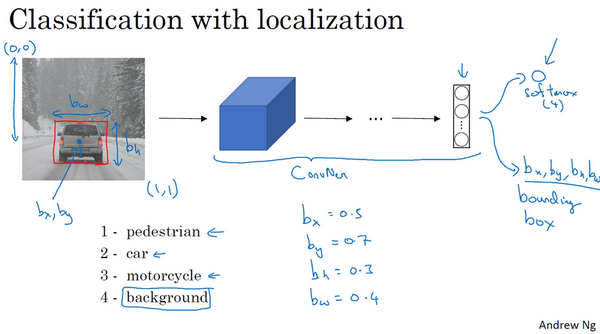 Classification with localization
(0,0)
bw
bh
(1,1)
bx, by
...
ConvNet
softmax
(4)
bx, by, bh, bw
bounding
box
1 - pedestrian
2 - car
3 - motorcycle
4 - background
bx = 0.5
by = 0.7
bh = 0.3
bw = 0.4
Andrew Ng